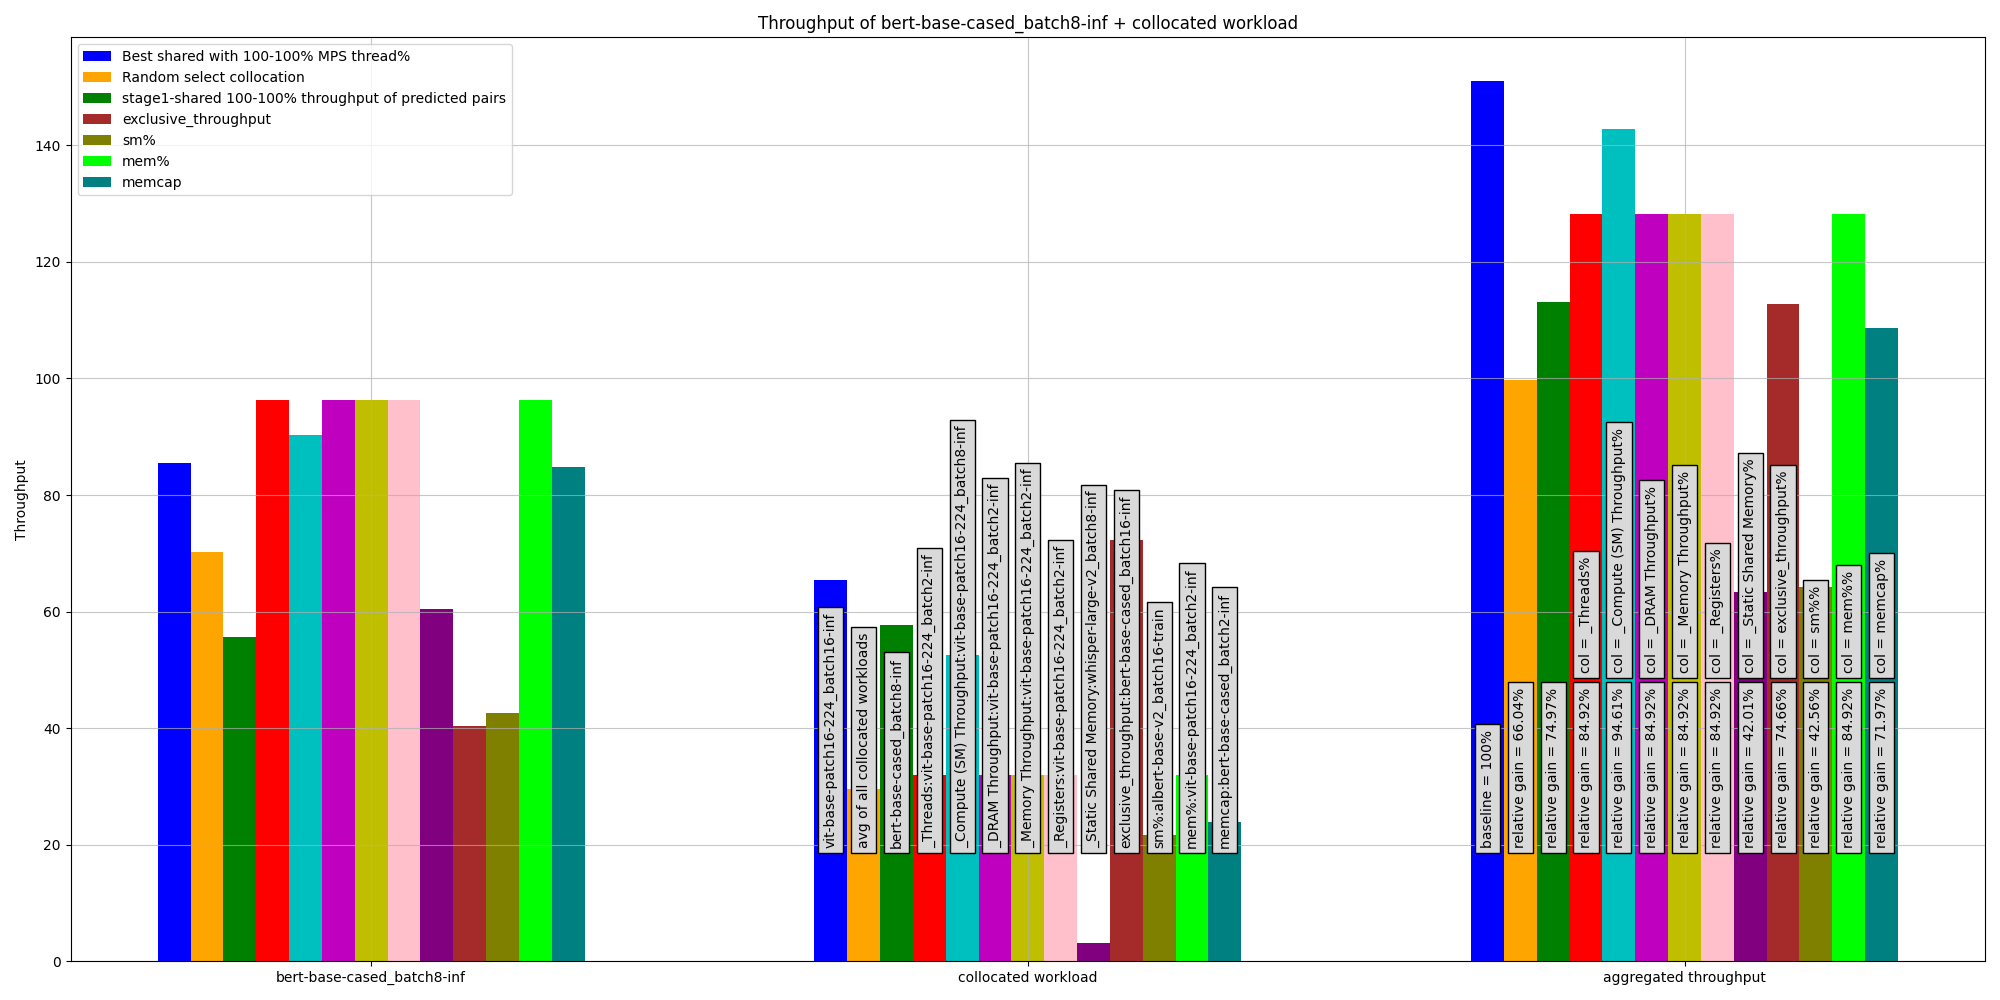 Throughput of bert-base-cased_batch8-inf + collocated workload
Best shared with 100-100% MPS thread%
Random select collocation
stage1-shared 100-100% throughput of predicted pairs
exclusive_throughput
sm%
mem%
memcap
Throughput
140
120
100
80
60
40
20
0
vit-base-patch16-224_batch16-inf
avg of all collocated workloads
bert-base-cased_batch8-inf
_Threads:vit-base-patch16-224_batch2-inf
_Compute (SM) Throughput:vit-base-patch16-224_batch8-inf
_DRAM Throughput:vit-base-patch16-224_batch2-inf
_Memory Throughput:vit-base-patch16-224_batch2-inf
_Registers:vit-base-patch16-224_batch2-inf
_Static Shared Memory:whisper-large-v2_batch8-inf
exclusive_throughput:bert-base-cased_batch16-inf
sm%:albert-base-v2_batch16-train
mem%:vit-base-patch16-224_batch2-inf
memcap:bert-base-cased_batch2-inf
col = _Threads%
col = _Compute (SM) Throughput%
col = _DRAM Throughput%
col = _Memory Throughput%
col = _Registers%
col = _Static Shared Memory%
col = exclusive_throughput%
col = sm%%
col = mem%%
col = memcap%
baseline = 100%
relative gain = 66.04%
relative gain = 74.97%
relative gain = 84.92%
relative gain = 94.61%
relative gain = 84.92%
relative gain = 84.92%
relative gain = 84.92%
relative gain = 42.01%
relative gain = 74.66%
relative gain = 42.56%
relative gain = 84.92%
relative gain = 71.97%
bert-base-cased_batch8-inf
collocated workload
aggregated throughput